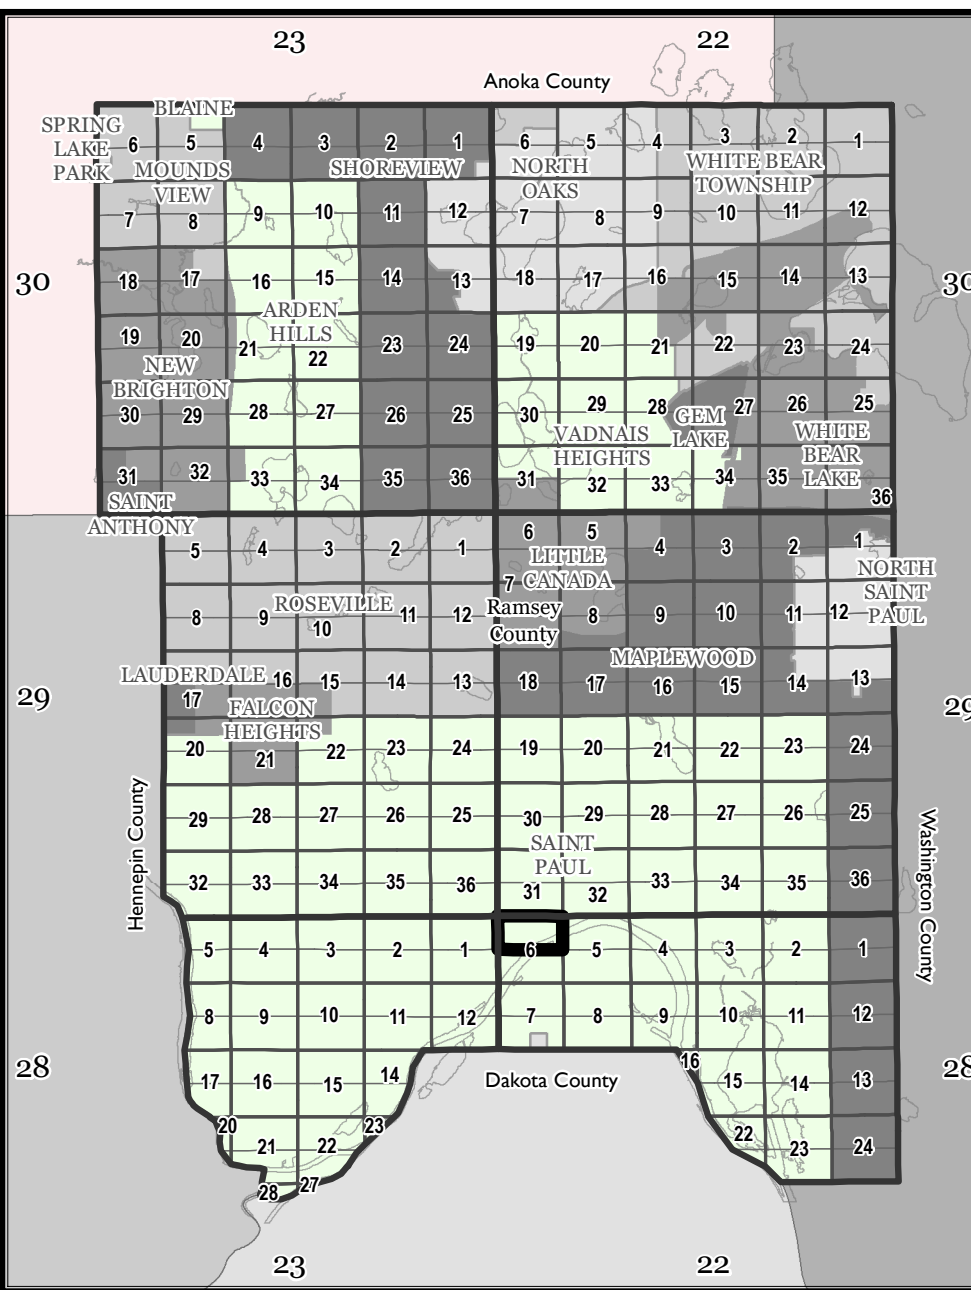 23 22
Anoka County
BLAINE
SPRING
LAKE
PARK
6 5 4 3 2 1 6 5 4 3 2 1
MOUNDS
VIEW
SHOREVIEW
NORTH
OAKS
WHITE BEAR
TOWNSHIP
7 8 9 10 11 12 7 8 9 10 11 12
30 18 17 16 15 14 13 18 17 16 15 14 13 30
ARDEN
HILLS
19 20 21 22 23 24 19 20 21 22 23 24
NEW
BRIGHTON
30 29 28 27 26 25 30 29 28 27 26 25
GEM
LAKE
VADNAIS
HEIGHTS
WHITE
BEAR
LAKE
31 32 33 34 35 36 31 32 33 34 35 36
SAINT
ANTHONY
5 4 3 2 1 6 5 4 3 2 1
LITTLE
CANADA
NORTH
SAINT
PAUL
ROSEVILLE
Ramsey
County
8 9 10 11 12 7 8 9 10 11 12
MAPLEWOOD
LAUDERDALE
29 17 16 15 14 13 18 17 16 15 14 13 29
FALCON
HEIGHTS
20 21 22 23 24 19 20 21 22 23 24
Hennepin County
29 28 27 26 25 30 29 28 27 26 25
Washington County
SAINT
PAUL
32 33 34 35 36 31 32 33 34 35 36
5 4 3 2 1 6 5 4 3 2 1
8 9 10 11 12 7 8 9 10 11 12
28 17 16 15 14 16 15 14 13 28
Dakota County
20 21 22 23 22 23 24
28 27
23 22